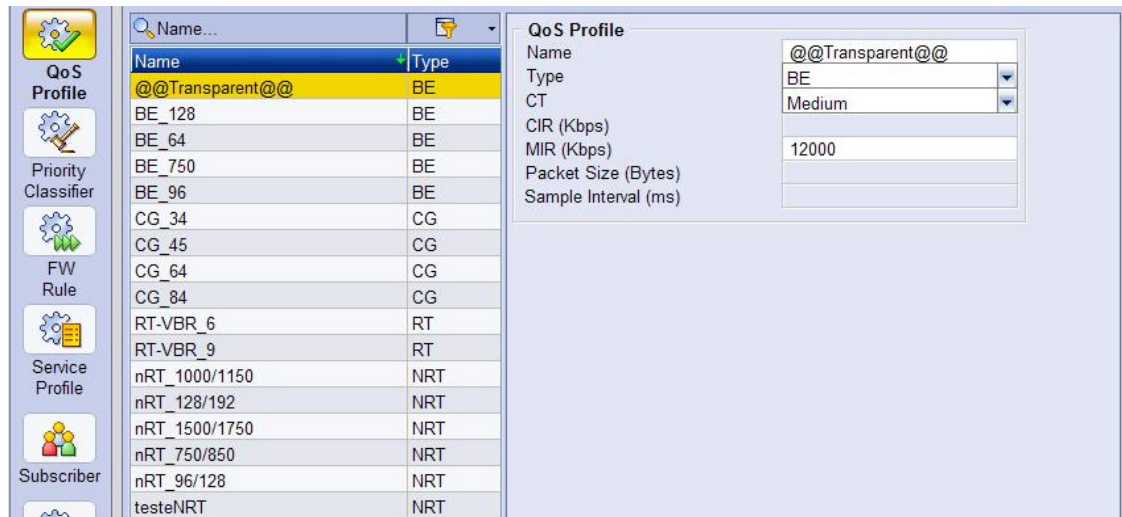 QoS
Profile
Priority
Classifier
FW
Rule
Service
Profile
Subscriber
Name...
Name Type
@@Transparent@@ BE
BE_128 BE
BE_64 BE
BE_750 BE
BE_96 BE
CG_34 CG
CG_45 CG
CG_64 CG
CG_84 CG
RT-VBR_6 RT
RT-VBR_9 RT
nRT_1000/1150 NRT
nRT_128/192 NRT
nRT_1500/1750 NRT
nRT_750/850 NRT
nRT_96/128 NRT
testeNRT NRT
QoS Profile
Name @@Transparent@@
Type BE
CT Medium
CIR (Kbps)
MIR (Kbps) 12000
Packet Size (Bytes)
Sample Interval (ms)